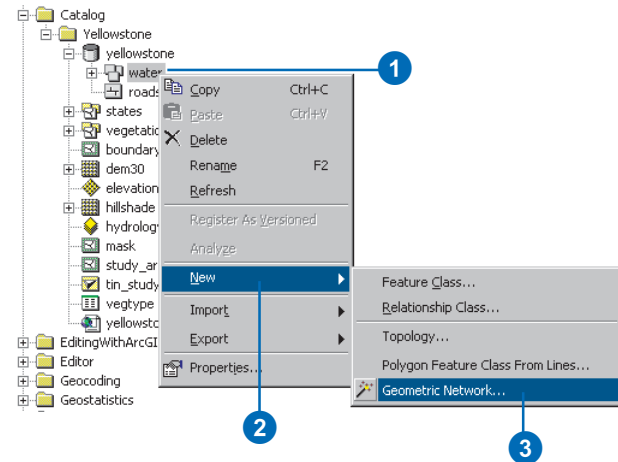 Catalog
Yellowstone
yellowstone
water
1
roads
Copy Ctrl+C
states
Paste Ctrl+V
vegetatio
Delete
boundary
Rename F2
dem30
elevation
Refresh
hillshade
hydrolog
Register As Versioned
mask
Analyze
study_ar
New
Feature Class...
tin_study
Relationship Class...
vegtype
Import
Topology...
yellowsto
Export
Polygon Feature Class From Lines...
EditingWithArcGI
Editor
Properties...
Geometric Network...
Geocoding
Geostatistics
2
3